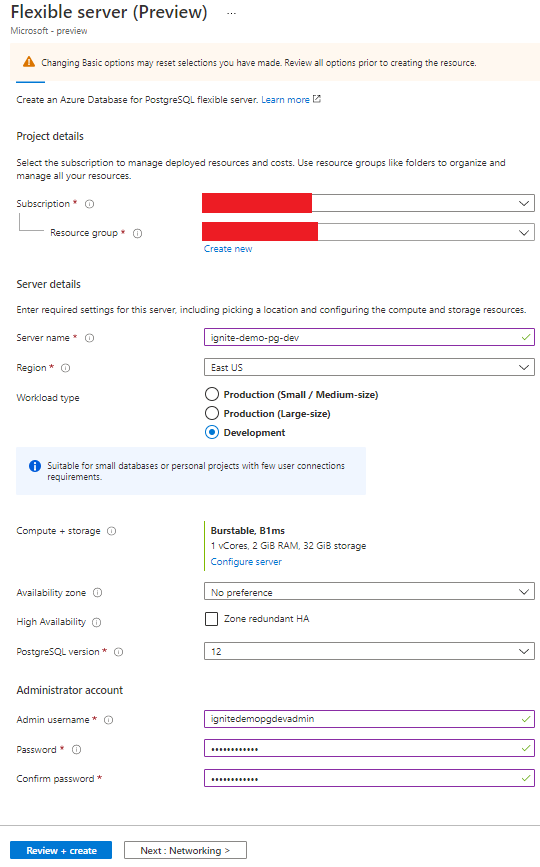 Flexible server (Preview) ...
Microsoft - preview
Changing Basic options may reset selections you have made. Review all options prior to creating the resource.
Create an Azure Database for PostgreSQL flexible server. Learn more
Project details
Select the subscription to manage deployed resources and costs. Use resource groups like folders to organize and
manage all your resources.
Subscription *
Resource group *
Create new
Server details
Enter required settings for this server, including picking a location and configuring the compute and storage resources.
Server name *
ignite-demo-pg-dev
Region *
East US
Workload type
Production (Small / Medium-size)
Production (Large-size)
Development
Suitable for small databases or personal projects with few user connections
requirements.
Compute + storage
Burstable, B1ms
1 vCores, 2 GiB RAM, 32 GiB storage
Configure server
Availability zone
No preference
High Availability
Zone redundant HA
PostgreSQL version *
12
Administrator account
Admin username *
ignitedemopgdevadmin
Password *
••••••••••••
Confirm password *
••••••••••••
Review + create
Next : Networking >